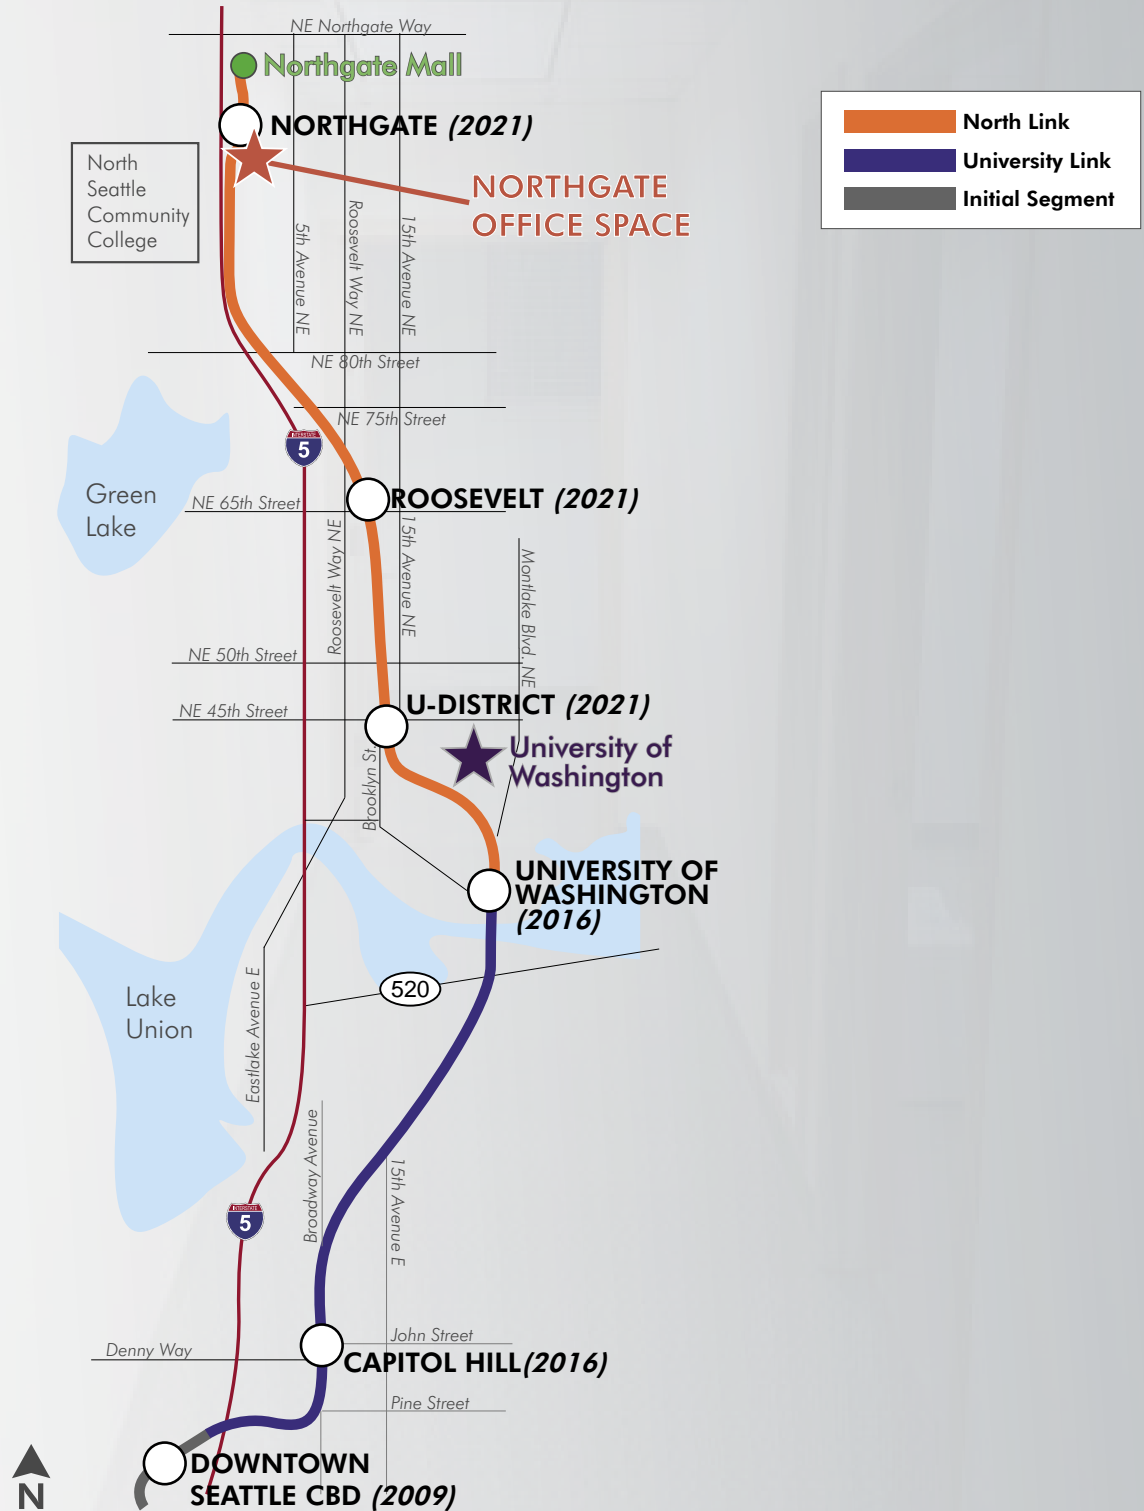 NE Northgate Way
Northgate Mall
NORTHGATE (2021)
North
Seattle
Community
College
NORTHGATE
OFFICE SPACE
North Link
University Link
Initial Segment
5th Avenue NE
Roosevelt Way NE
15th Avenue NE
NE 80th Street
NE 75th Street
INTERSTATE
5
Green
Lake
NE 65th Street
ROOSEVELT (2021)
Roosevelt Way NE
15th Avenue NE
Montlake Blvd. NE
NE 50th Street
NE 45th Street
U-DISTRICT (2021)
University of
Washington
Brooklyn St.
UNIVERSITY OF
WASHINGTON
(2016)
520
Lake
Union
Eastlake Avenue E
Broadway Avenue
15th Avenue E
INTERSTATE
5
John Street
Denny Way
CAPITOL HILL(2016)
Pine Street
DOWNTOWN
SEATTLE CBD (2009)
N